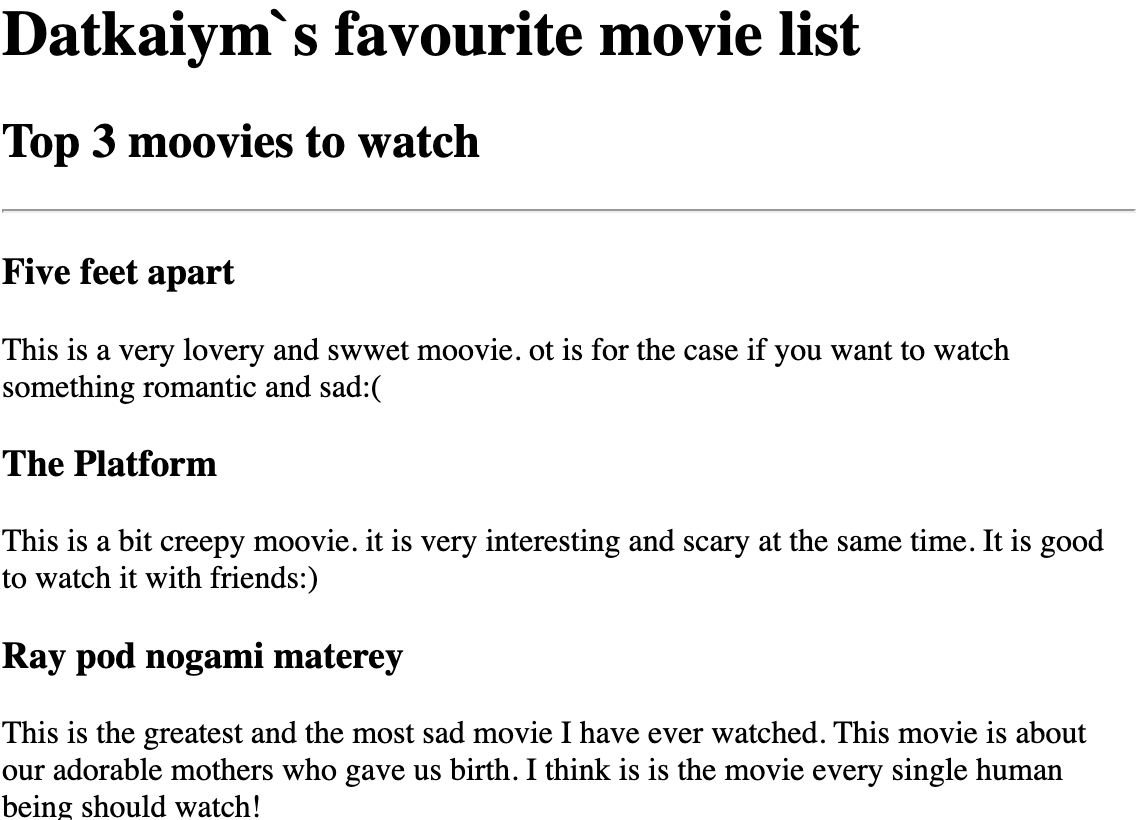 Datkaiym`s favourite movie list
Top 3 moovies to watch
Five feet apart
This is a very lovery and swwet moovie. ot is for the case if you want to watch
something romantic and sad:(
The Platform
This is a bit creepy moovie. it is very interesting and scary at the same time. It is good
to watch it with friends:)
Ray pod nogami materey
This is the greatest and the most sad movie I have ever watched. This movie is about
our adorable mothers who gave us birth. I think is is the movie every single human
being should watch!